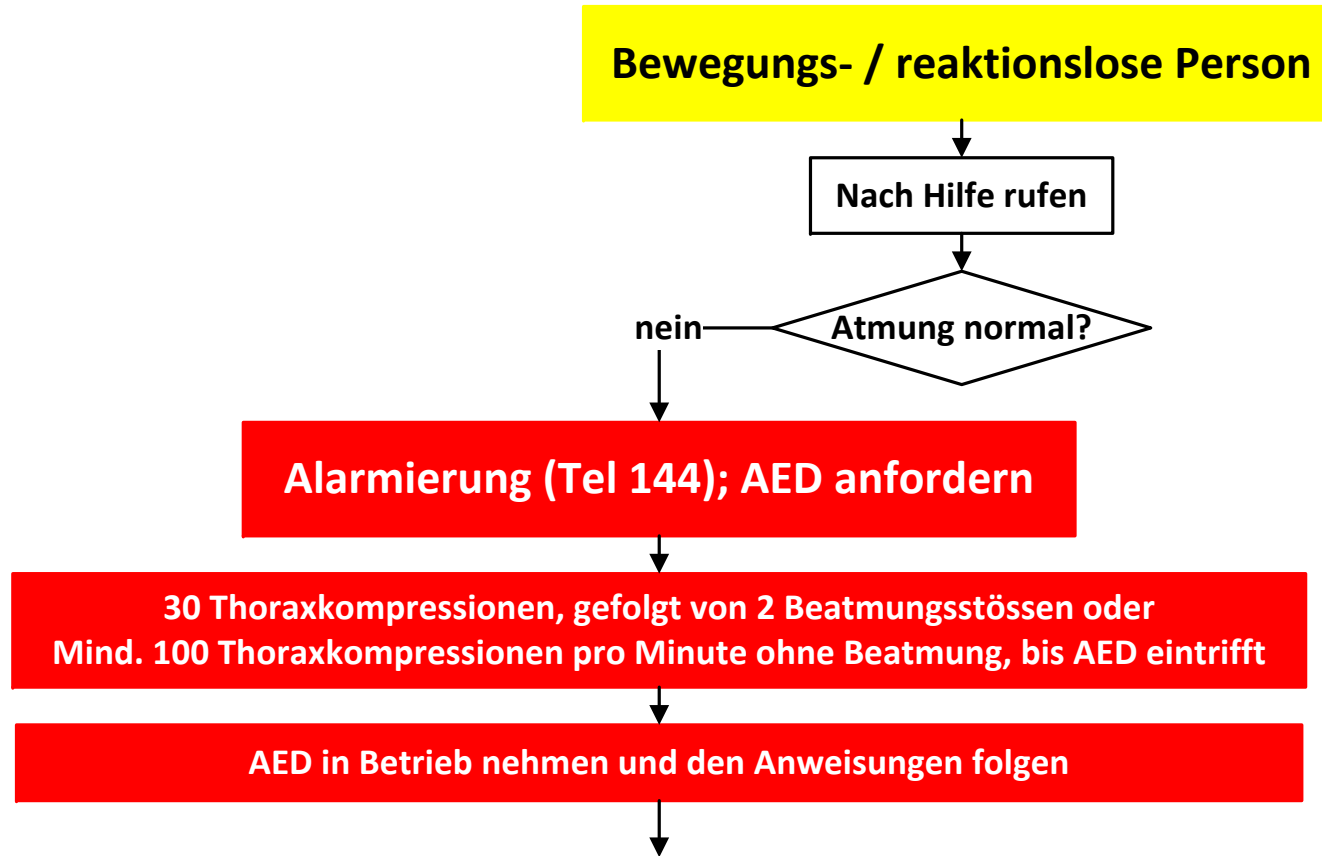 Bewegungs- / reaktionslose Person
Nach Hilfe rufen
Atmung normal?
nein
Alarmierung (Tel 144); AED anfordern
30 Thoraxkompressionen, gefolgt von 2 Beatmungsstössen oder
Mind. 100 Thoraxkompressionen pro Minute ohne Beatmung, bis AED eintrifft
AED in Betrieb nehmen und den Anweisungen folgen